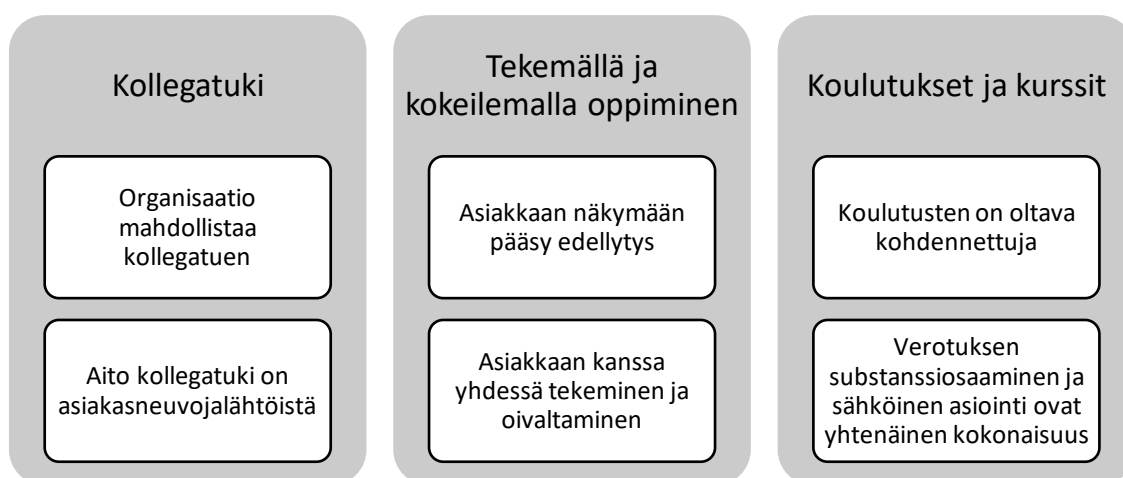 Kollegatuki
Organisaatio
mahdollistaa
kollegatuen
Aito kollegatuki on
asiakasneuvojalähtöistä
Tekemällä ja
kokeilemalla oppiminen
Asiakkaan näkymään
pääsy edellytys
Asiakkaan kanssa
yhdessä tekeminen ja
oivaltaminen
Koulutukset ja kurssit
Koulutusten on oltava
kohdennettuja
Verotuksen
substanssiosaaminen ja
sähköinen asiointi ovat
yhtenäinen kokonaisuus